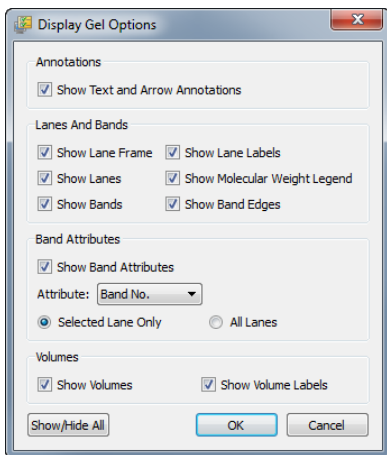 Display Gel Options
Annotations
Show Text and Arrow Annotations
Lanes And Bands
Show Lane Frame Show Lane Labels
Show Lanes Show Molecular Weight Legend
Show Bands Show Band Edges
Band Attributes
Show Band Attributes
Attribute: Band No.
Selected Lane Only All Lanes
Volumes
Show Volumes Show Volume Labels
Show/Hide All OK Cancel